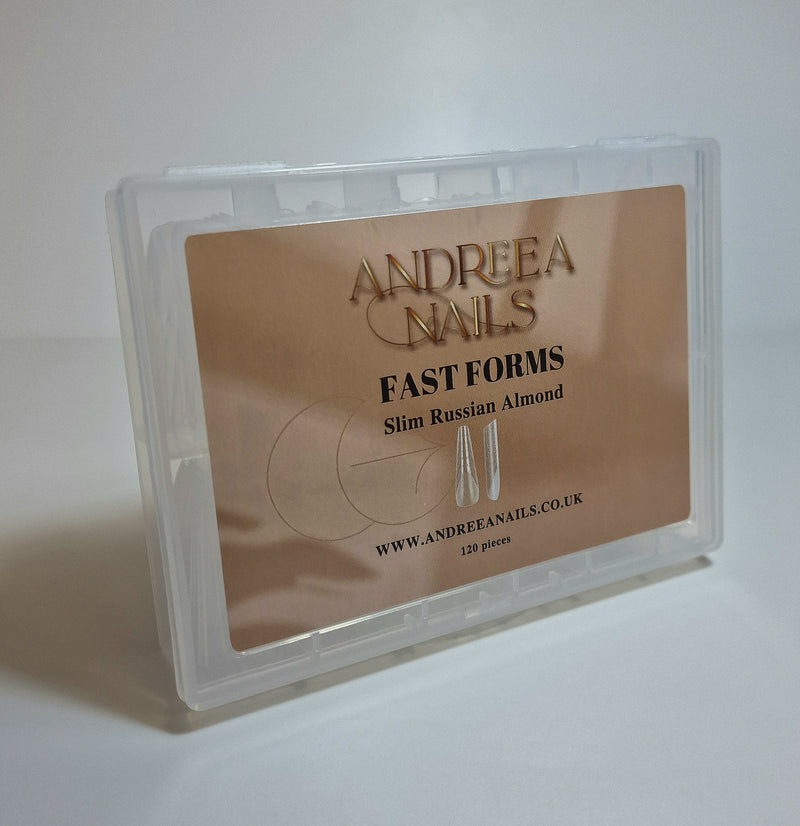 ANDREEA
NAILS
FAST FORMS
Slim Russian Almond
WWW.ANDREEANAILS.CO.UK
120 pieces